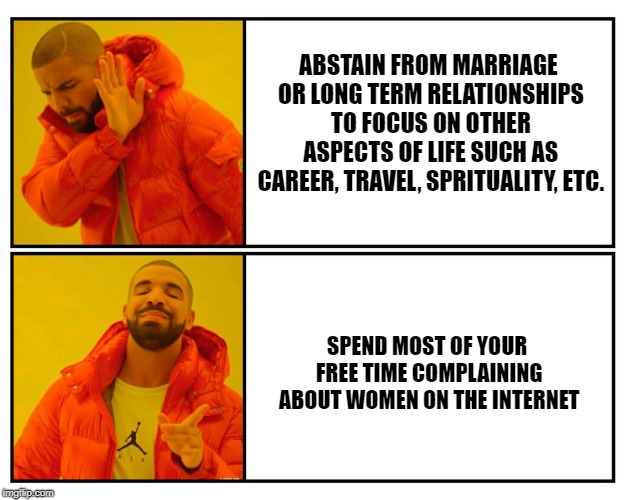 ABSTAIN FROM MARRIAGE
OR LONG TERM RELATIONSHIPS
TO FOCUS ON OTHER
ASPECTS OF LIFE SUCH AS
CAREER, TRAVEL, SPRITUALITY, ETC.
SPEND MOST OF YOUR
FREE TIME COMPLAINING
ABOUT WOMEN ON THE INTERNET
imgflip.com